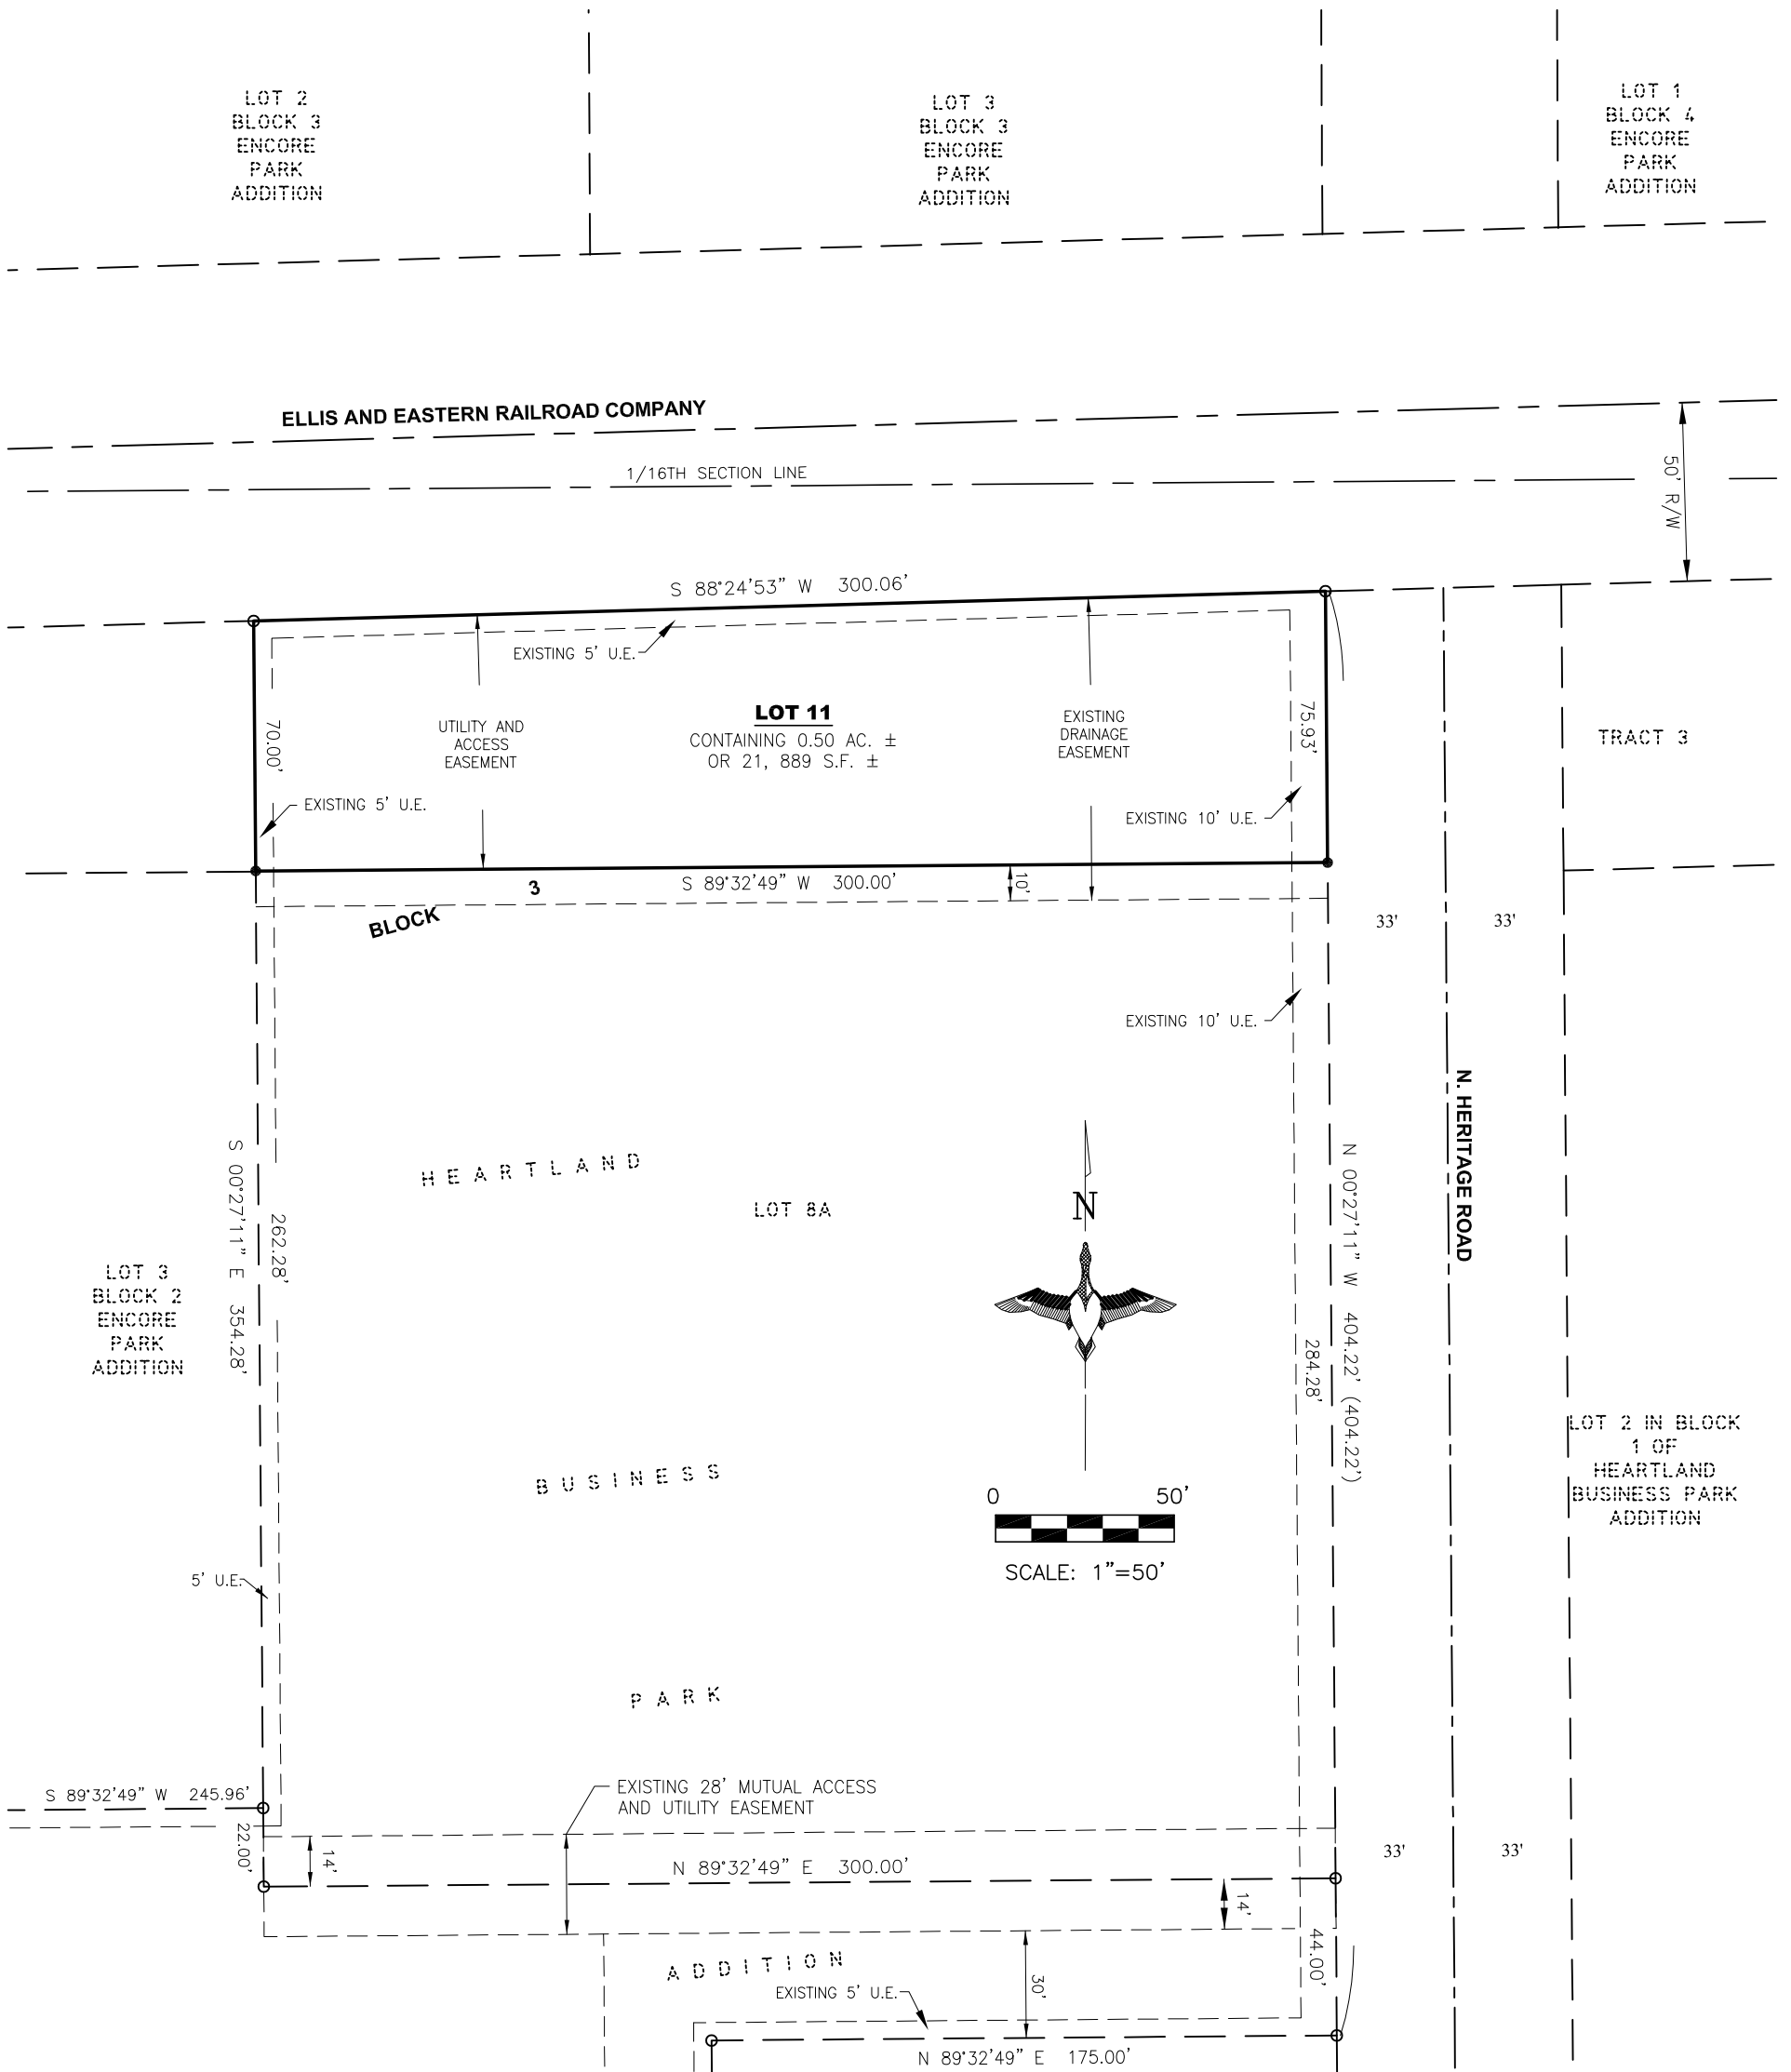 LOT 2
BLOCK 3
ENCORE
PARK
ADDITION
LOT 3
BLOCK 3
ENCORE
PARK
ADDITION
LOT 1
BLOCK 4
ENCORE
PARK
ADDITION
ELLIS AND EASTERN RAILROAD COMPANY
1/16TH SECTION LINE
50' R/W
S 88°24'53" W 300.06'
EXISTING 5' U.E.
70.00'
UTILITY AND
ACCESS
EASEMENT
LOT 11
CONTAINING 0.50 AC. ±
OR 21, 889 S.F. ±
EXISTING
DRAINAGE
EASEMENT
75.93'
TRACT 3
EXISTING 5' U.E.
EXISTING 10' U.E.
S 89°32'49" W 300.00'
10'
3
BLOCK
33'
33'
EXISTING 10' U.E.
N. HERITAGE ROAD
HEARTLAND
LOT 8A
N
S 00°27'11" E 354.28'
262.28'
N 00°27'11" W 404.22' (404.22')
284.28'
LOT 3
BLOCK 2
ENCORE
PARK
ADDITION
LOT 2 IN BLOCK
1 OF
HEARTLAND
BUSINESS PARK
ADDITION
BUSINESS
0 50'
SCALE: 1"=50'
5' U.E.
PARK
S 89°32'49" W 245.96'
EXISTING 28' MUTUAL ACCESS
AND UTILITY EASEMENT
22.00'
14'
N 89°32'49" E 300.00'
33'
33'
14'
44.00'
ADDITION
30'
EXISTING 5' U.E.
N 89°32'49" E 175.00'